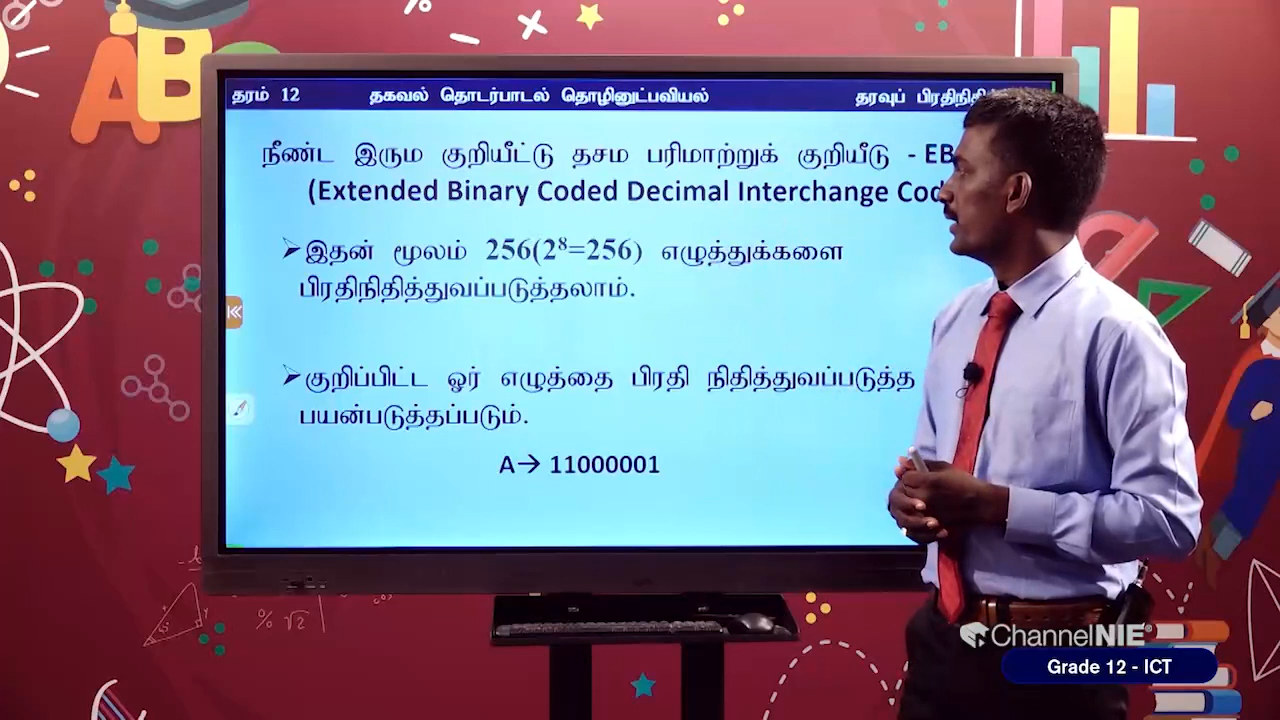 தரம் 12 தகவல் தொடர்பாடல் தொழினுட்பவியல் தரவுப்
நீண்ட இரும குறியீட்டு தசம பரிமாற்றுக் குறியீடு - EB
(Extended Binary Coded Decimal Interchange Cod
➢இதன் மூலம் 256(2⁸=256) எழுத்துக்களை
பிரதிநிதித்துவப்படுத்தலாம்.
➢குறிப்பிட்ட ஓர் எழுத்தை பிரதி நிதித்துவப்படுத்த
பயன்படுத்தப்படும்.
A→ 11000001
ChannelNIE
Grade 12 - ICT